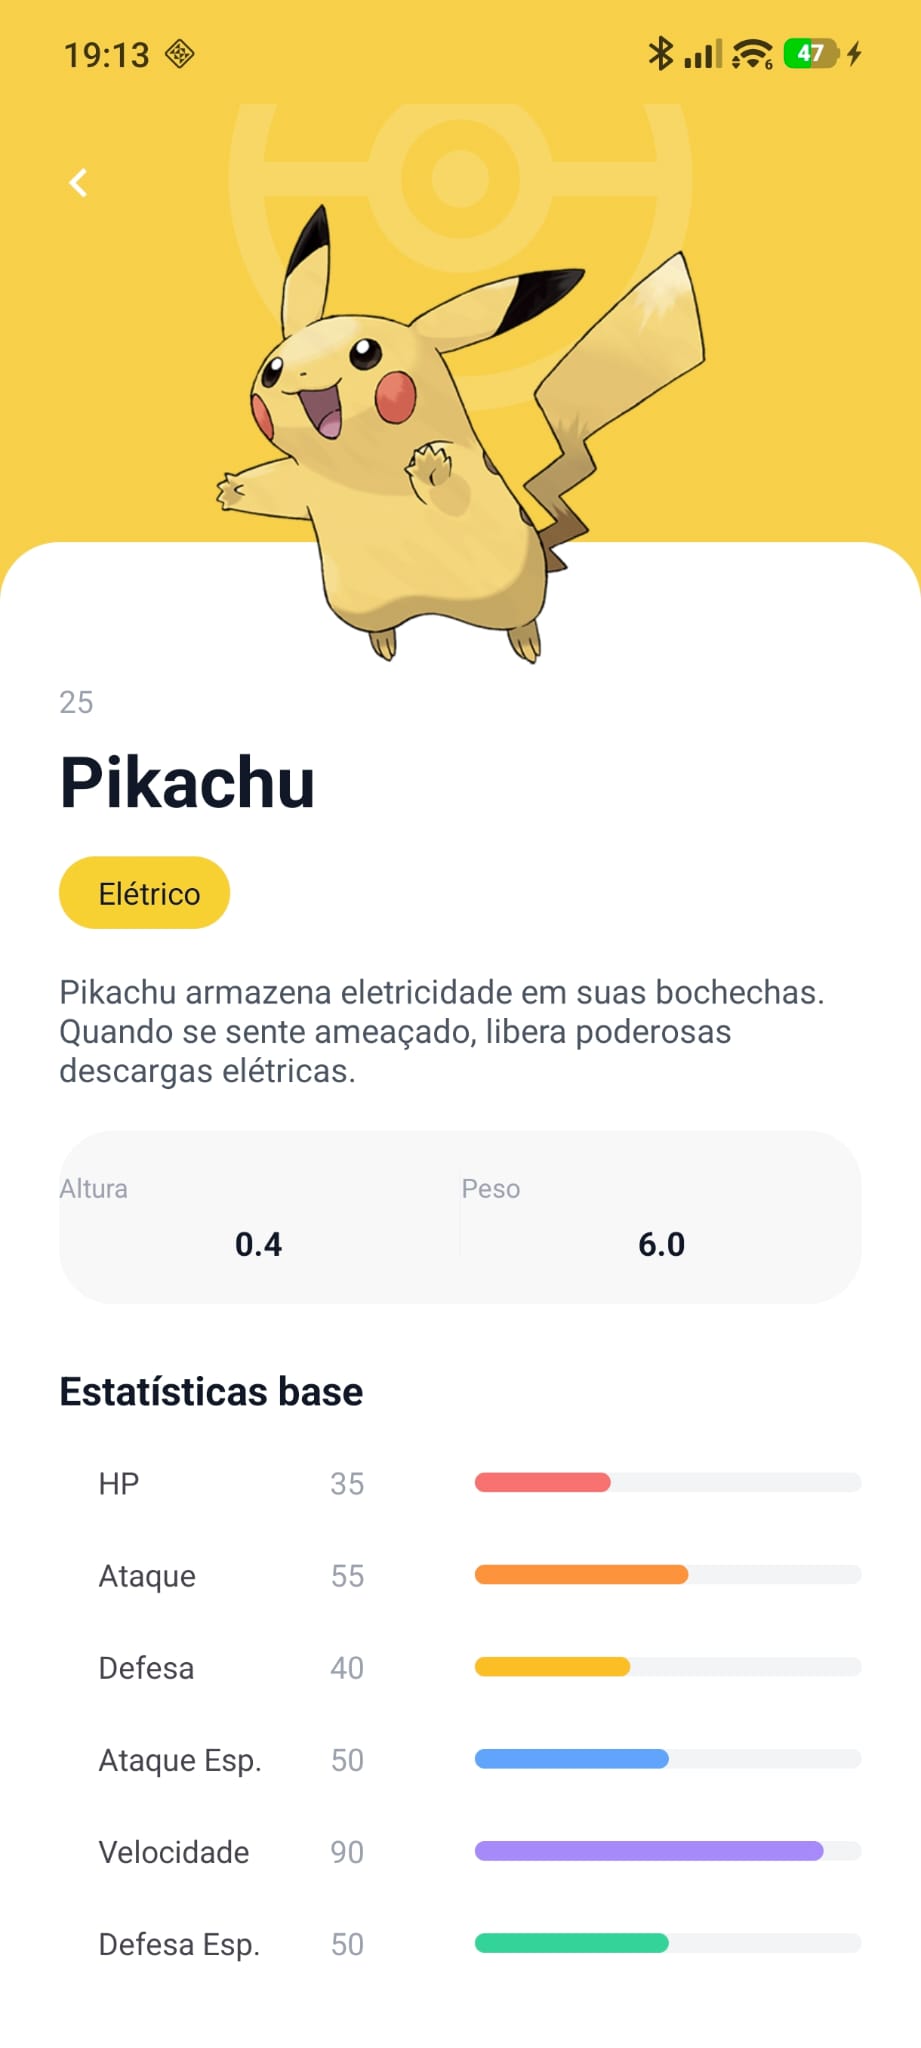 19:13
6
47
25
Pikachu
Elétrico
Pikachu armazena eletricidade em suas bochechas.
Quando se sente ameaçado, libera poderosas
descargas elétricas.
Altura Peso
0.4 6.0
Estatísticas base
HP 35
Ataque 55
Defesa 40
Ataque Esp. 50
Velocidade 90
Defesa Esp. 50